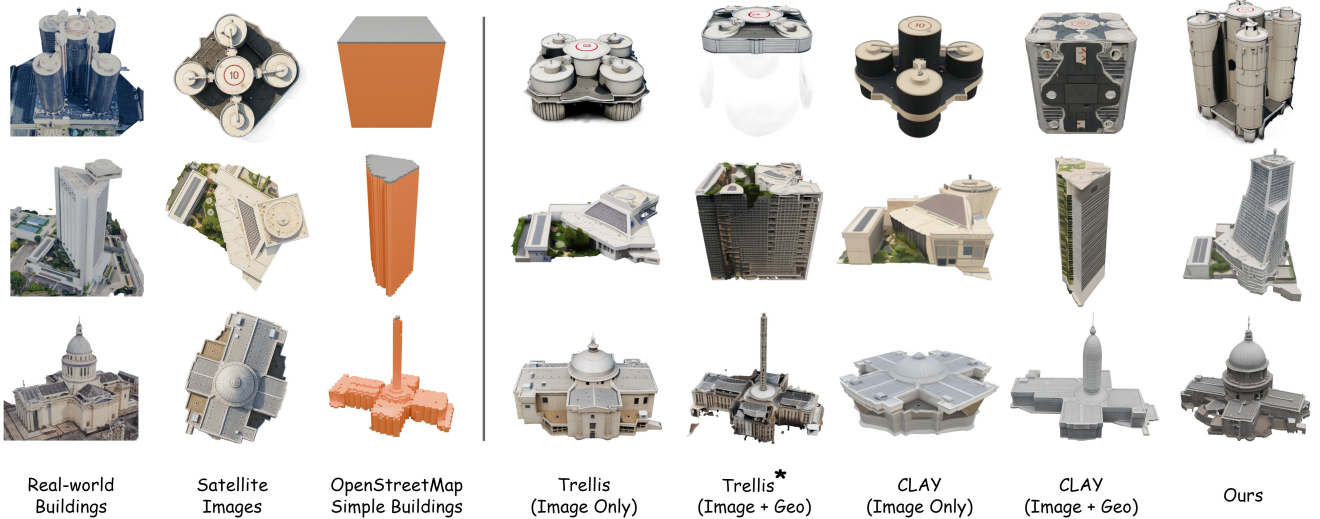 10
10
Real-world
Buildings
Satellite
Images
OpenStreetMap
Simple Buildings
Trellis
(Image Only)
Trellis*
(Image + Geo)
CLAY
(Image Only)
CLAY
(Image + Geo)
Ours